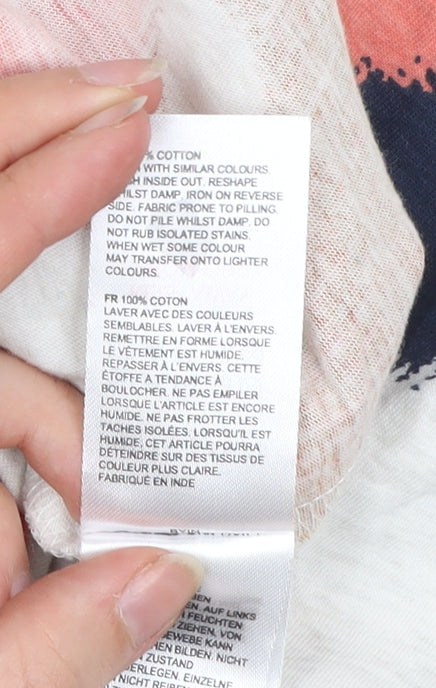 % COTTON
WITH SIMILAR COLOURS.
INSIDE OUT. RESHAPE
WHILST DAMP. IRON ON REVERSE
SIDE. FABRIC PRONE TO PILLING.
DO NOT PILE WHILST DAMP. DO
NOT RUB ISOLATED STAINS.
WHEN WET SOME COLOUR
MAY TRANSFER ONTO LIGHTER
COLOURS.
FR 100% COTON
LAVER AVEC DES COULEURS
SEMBLABLES. LAVER À L'ENVERS.
REMETTRE EN FORME LORSQUE
LE VÊTEMENT EST HUMIDE.
REPASSER À L'ENVERS. CETTE
ÉTOFFE A TENDANCE À
BOULOCHER. NE PAS EMPILER
LORSQUE L'ARTICLE EST ENCORE
HUMIDE. NE PAS FROTTER LES
TACHES ISOLÉES. LORSQU'IL EST
HUMIDE, CET ARTICLE POURRA
DÉTEINDRE SUR DES TISSUS DE
COULEUR PLUS CLAIRE.
FABRIQUÉ EN INDE
AUF LINKS
FEUCHTEN
ZIEHEN. VON
GEWEBE KANN
BILDEN. NICHT
ZUSTAND
EINZELNE
NICHT REIBEN